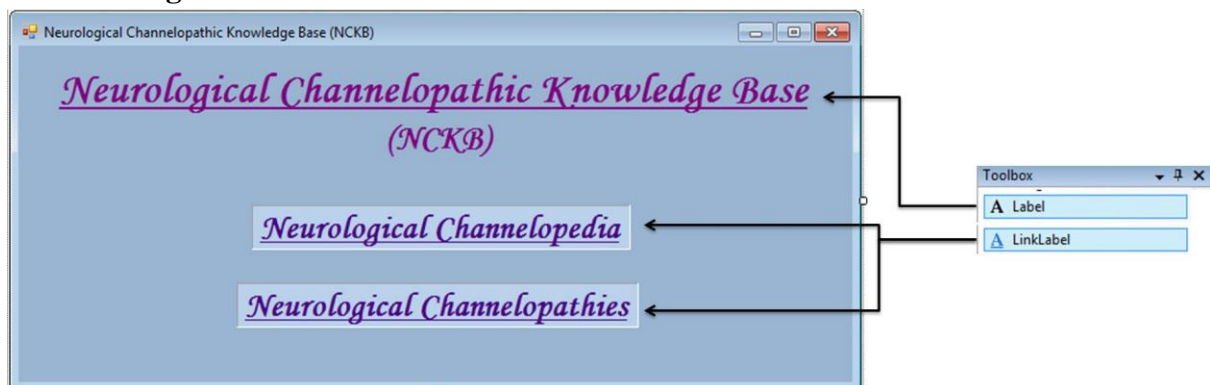 Neurological Channelopathic Knowledge Base (NCKB)
Neurological Channelopathic Knowledge Base
(NCKB)
Neurological Channelopedia
Neurological Channelopathies
Toolbox
A Label
A LinkLabel